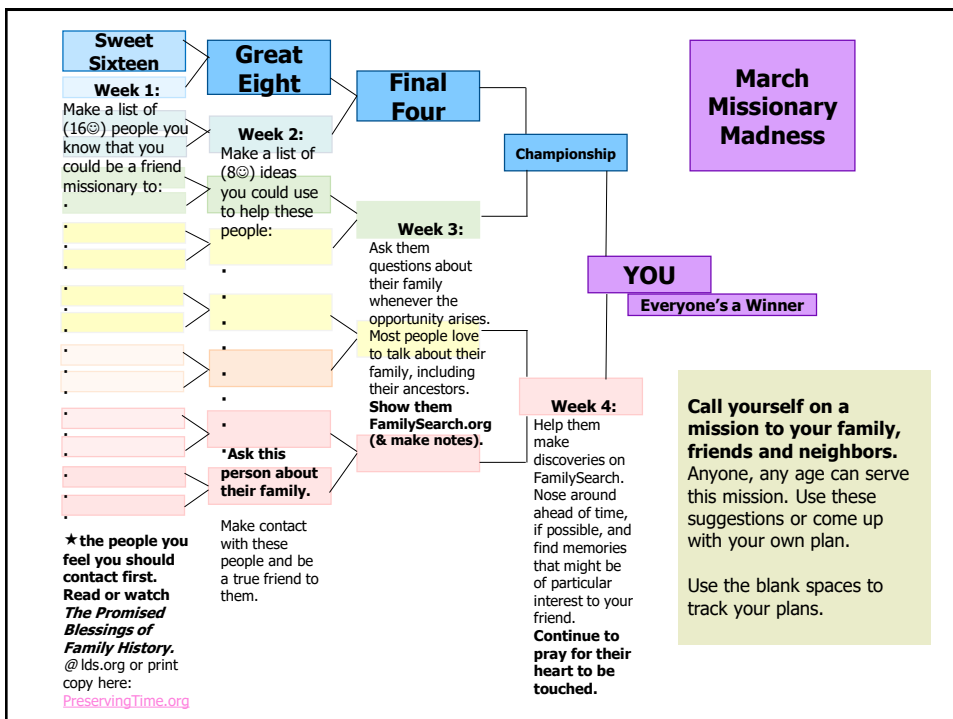 Sweet
Sixteen
Week 1:
Make a list of
(16☺) people you
know that you
could be a friend
missionary to:
.
.
.
.
.
.
.
.
.
.
.
.
★the people you
feel you should
contact first.
Read or watch
The Promised
Blessings of
Family History.
@ lds.org or print
copy here:
PreservingTime.org
Great
Eight
Week 2:
Make a list of
(8☺) ideas
you could use
to help these
people:
.
.
.
.
.
.
.
.Ask this
person about
their family.
Make contact
with these
people and be
a true friend to
them.
Final
Four
Week 3:
Ask them
questions about
their family
whenever the
opportunity arises.
Most people love
to talk about their
family, including
their ancestors.
Show them
FamilySearch.org
(& make notes).
Championship
Week 4:
Help them
make
discoveries on
FamilySearch.
Nose around
ahead of time,
if possible, and
find memories
that might be
of particular
interest to your
friend.
Continue to
pray for their
heart to be
touched.
March
Missionary
Madness
YOU
Everyone's a Winner
Call yourself on a
mission to your family,
friends and neighbors.
Anyone, any age can serve
this mission. Use these
suggestions or come up
with your own plan.
Use the blank spaces to
track your plans.